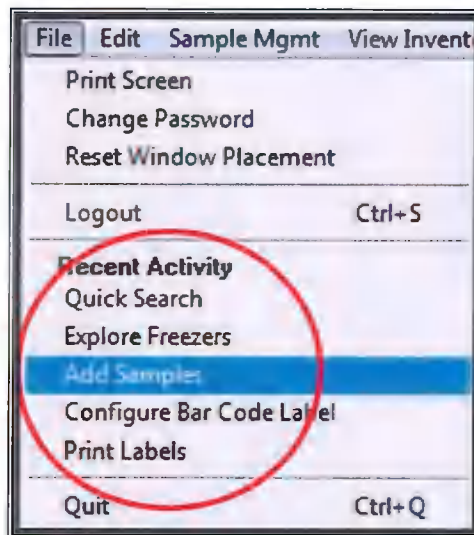 File Edit Sample Mgmt View Invent
Print Screen
Change Password
Reset Window Placement
Logout Ctrl+S
Recent Activity
Quick Search
Explore Freezers
Add Samples
Configure Bar Code Label
Print Labels
Quit Ctrl+Q